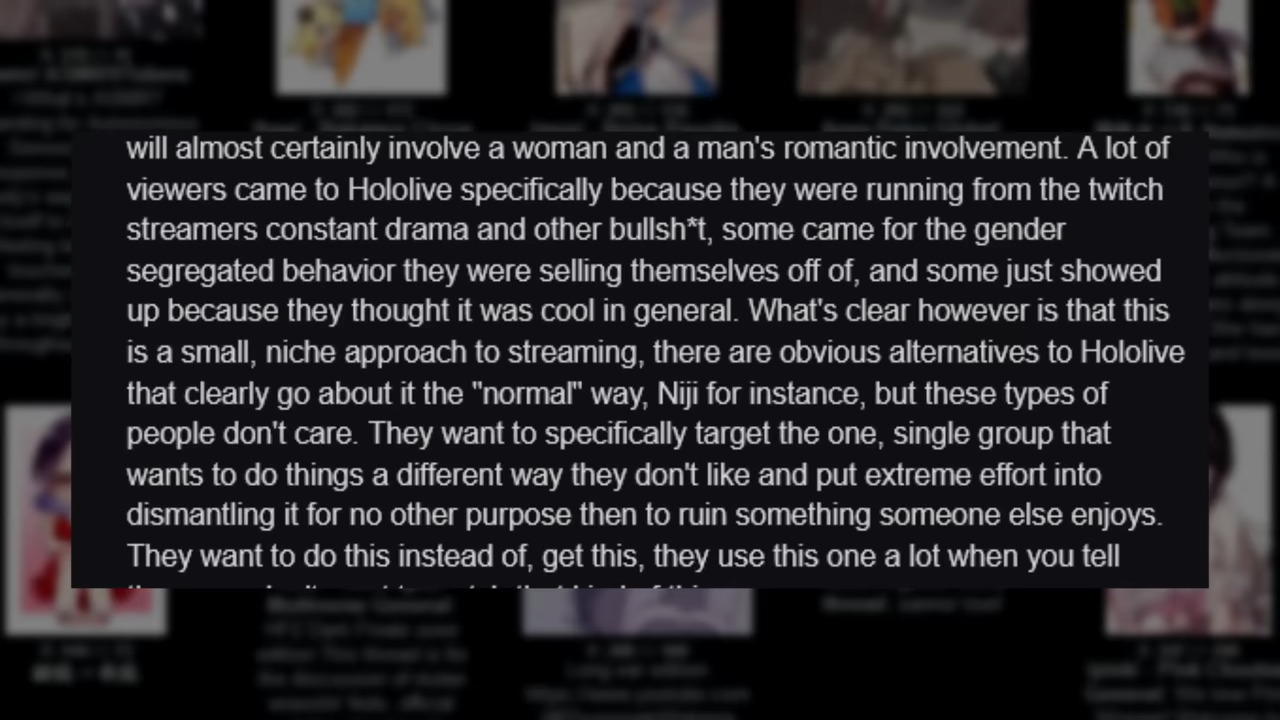 will almost certainly involve a woman and a man's romantic involvement. A lot of
viewers came to Hololive specifically because they were running from the twitch
streamers constant drama and other bullsh*t, some came for the gender
segregated behavior they were selling themselves off of, and some just showed
up because they thought it was cool in general. What's clear however is that this
is a small, niche approach to streaming, there are obvious alternatives to Hololive
that clearly go about it the "normal" way, Niji for instance, but these types of
people don't care. They want to specifically target the one, single group that
wants to do things a different way they don't like and put extreme effort into
dismantling it for no other purpose then to ruin something someone else enjoys.
They want to do this instead of, get this, they use this one a lot when you tell